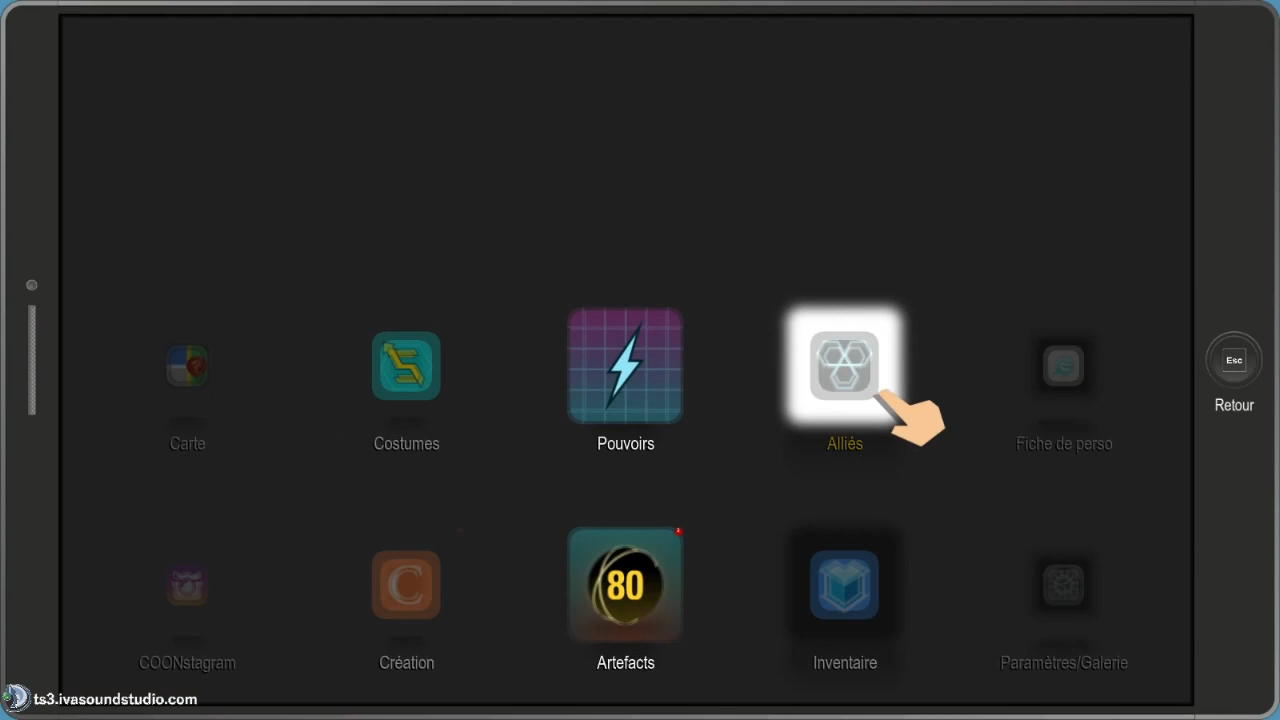 Esc
Retour
Carte
Costumes
Pouvoirs
Alliés
Fiche de perso
C
80
COONstagram
Création
Artefacts
Inventaire
Paramètres/Galerie
ts3.ivasoundstudio.com